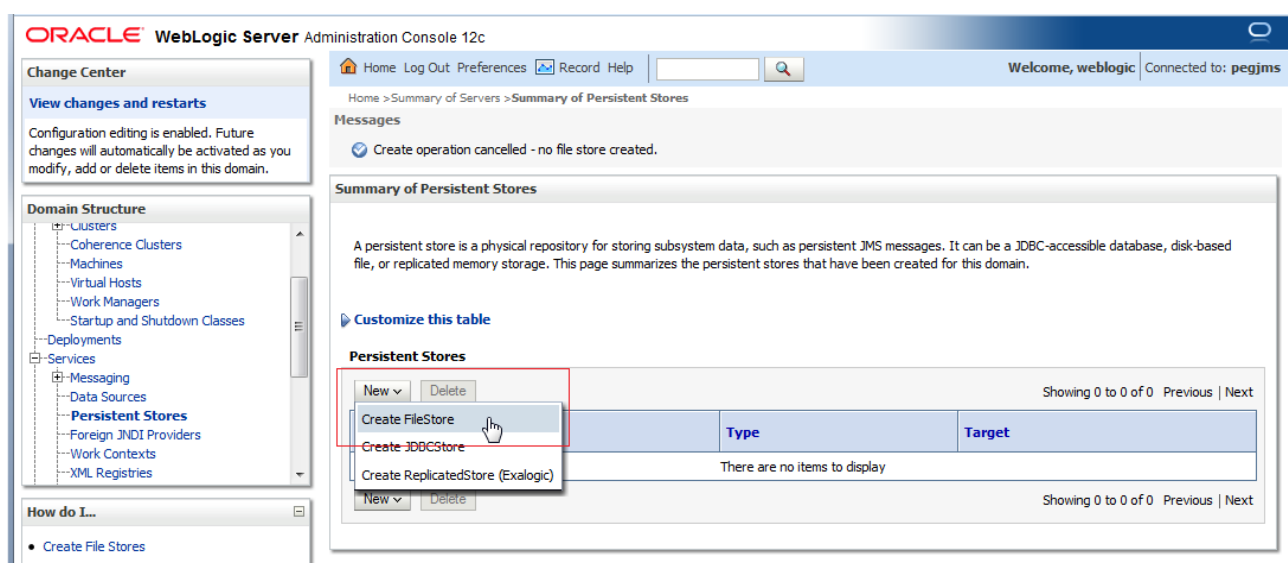 ORACLE WebLogic Server Administration Console 12c
Change Center
View changes and restarts
Configuration editing is enabled. Future
changes will automatically be activated as you
modify, add or delete items in this domain.
Domain Structure
Clusters
Coherence Clusters
Machines
Virtual Hosts
Work Managers
Startup and Shutdown Classes
Deployments
Services
Messaging
Data Sources
Persistent Stores
Foreign JNDI Providers
Work Contexts
XML Registries
How do I...
Create File Stores
Home Log Out Preferences Record Help
Welcome, weblogic Connected to: pegjms
Home >Summary of Servers >Summary of Persistent Stores
Messages
Create operation cancelled - no file store created.
Summary of Persistent Stores
A persistent store is a physical repository for storing subsystem data, such as persistent JMS messages. It can be a JDBC-accessible database, disk-based
file, or replicated memory storage. This page summarizes the persistent stores that have been created for this domain.
Customize this table
Persistent Stores
New Delete
Showing 0 to 0 of 0 Previous | Next
Create FileStore
Create JDBCStore
Create ReplicatedStore (Exalogic)
Type
Target
There are no items to display
New Delete
Showing 0 to 0 of 0 Previous | Next